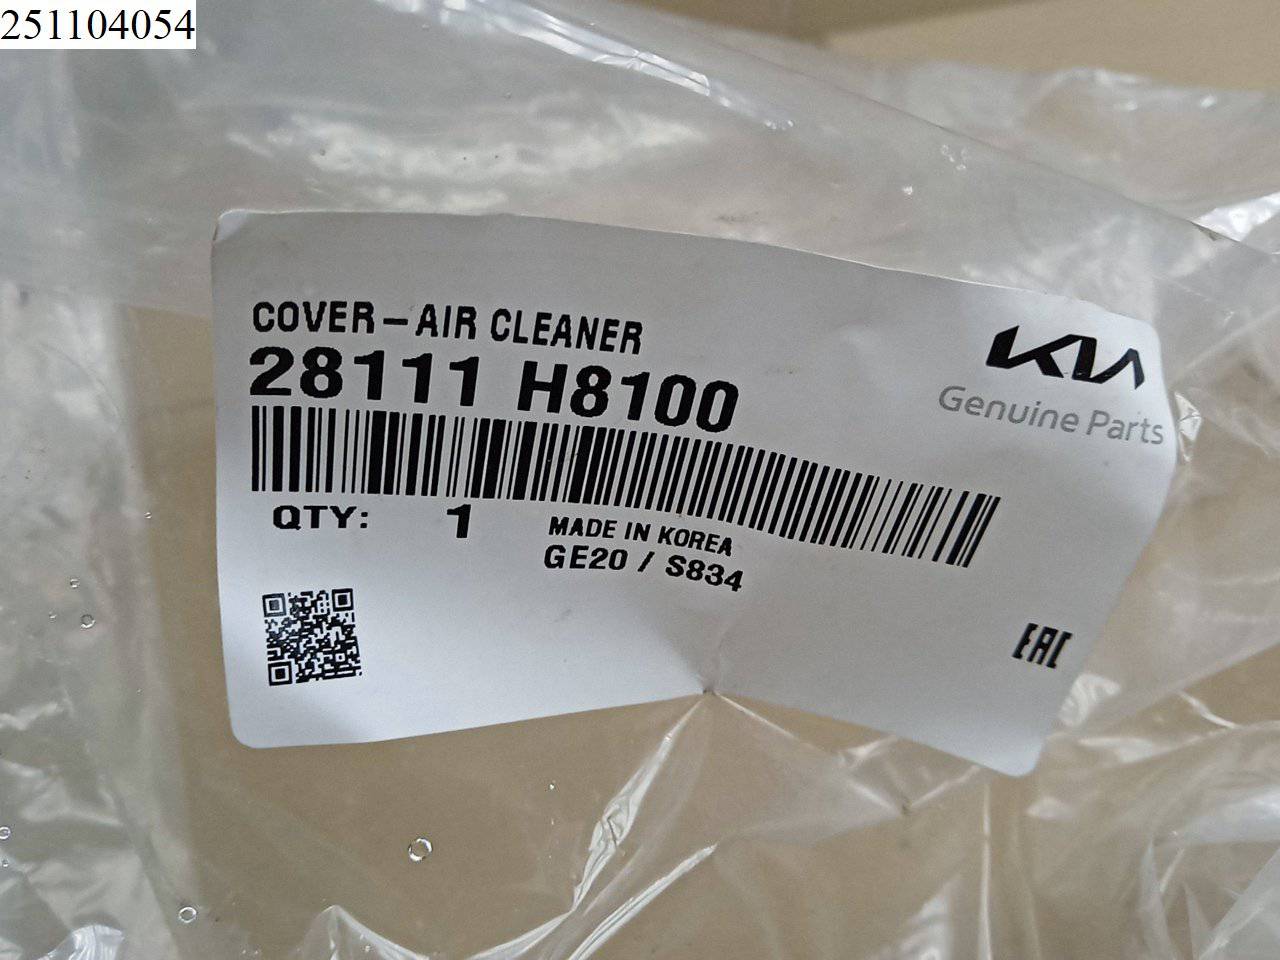 251104054
COVER-AIR CLEANER
28111 H8100
KIA
Genuine Parts
QTY: 1
MADE IN KOREA
GE20 / S834
EAC